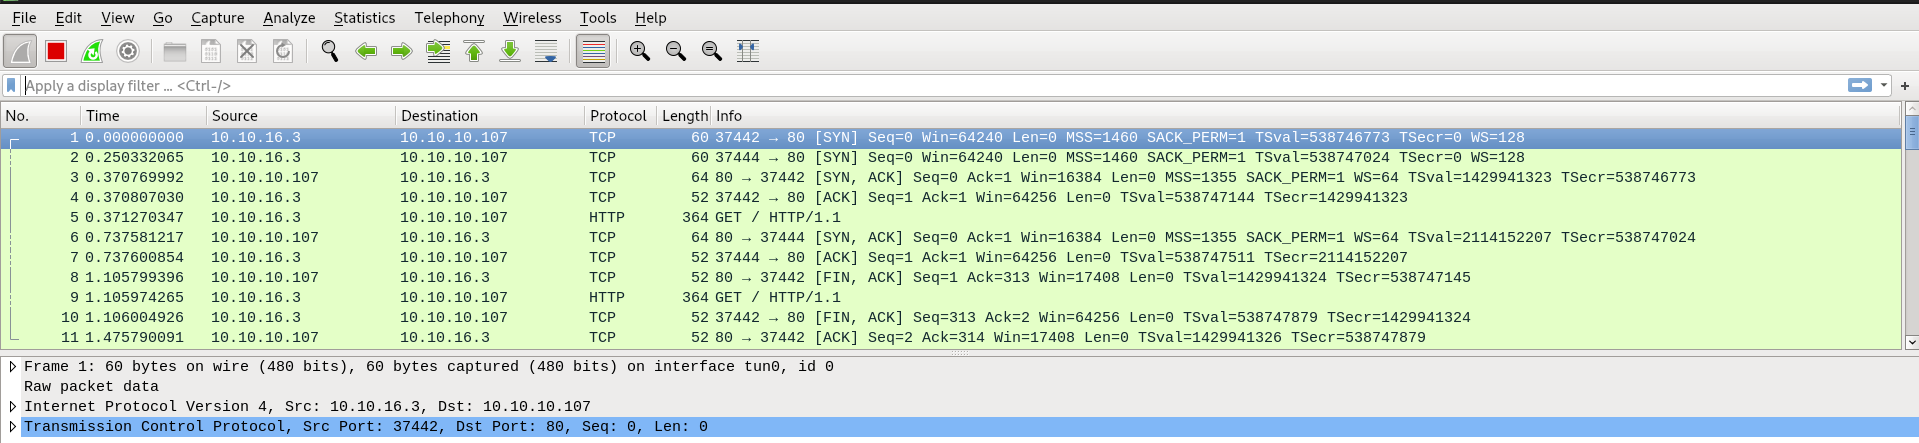 File Edit View Go Capture Analyze Statistics Telephony Wireless Tools Help
Apply a display filter ... <Ctrl-/>
No. Time Source Destination Protocol Length Info
1 0.000000000 10.10.16.3 10.10.10.107 TCP 60 37442 → 80 [SYN] Seq=0 Win=64240 Len=0 MSS=1460 SACK_PERM=1 TSval=538746773 TSecr=0 WS=128
2 0.250332065 10.10.16.3 10.10.10.107 TCP 60 37444 → 80 [SYN] Seq=0 Win=64240 Len=0 MSS=1460 SACK_PERM=1 TSval=538747024 TSecr=0 WS=128
3 0.370769992 10.10.10.107 10.10.16.3 TCP 64 80 → 37442 [SYN, ACK] Seq=0 Ack=1 Win=16384 Len=0 MSS=1355 SACK_PERM=1 WS=64 TSval=1429941323 TSecr=538746773
4 0.370807030 10.10.16.3 10.10.10.107 TCP 52 37442 → 80 [ACK] Seq=1 Ack=1 Win=64256 Len=0 TSval=538747144 TSecr=1429941323
5 0.371270347 10.10.16.3 10.10.10.107 HTTP 364 GET / HTTP/1.1
6 0.737581217 10.10.10.107 10.10.16.3 TCP 64 80 → 37444 [SYN, ACK] Seq=0 Ack=1 Win=16384 Len=0 MSS=1355 SACK_PERM=1 WS=64 TSval=2114152207 TSecr=538747024
7 0.737600854 10.10.16.3 10.10.10.107 TCP 52 37444 → 80 [ACK] Seq=1 Ack=1 Win=64256 Len=0 TSval=538747511 TSecr=2114152207
8 1.105799396 10.10.10.107 10.10.16.3 TCP 52 80 → 37442 [FIN, ACK] Seq=1 Ack=313 Win=17408 Len=0 TSval=1429941324 TSecr=538747145
9 1.105974265 10.10.16.3 10.10.10.107 HTTP 364 GET / HTTP/1.1
10 1.106004926 10.10.16.3 10.10.10.107 TCP 52 37442 → 80 [FIN, ACK] Seq=313 Ack=2 Win=64256 Len=0 TSval=538747879 TSecr=1429941324
11 1.475790091 10.10.10.107 10.10.16.3 TCP 52 80 → 37442 [ACK] Seq=2 Ack=314 Win=17408 Len=0 TSval=1429941326 TSecr=538747879
Frame 1: 60 bytes on wire (480 bits), 60 bytes captured (480 bits) on interface tun0, id 0
Raw packet data
Internet Protocol Version 4, Src: 10.10.16.3, Dst: 10.10.10.107
Transmission Control Protocol, Src Port: 37442, Dst Port: 80, Seq: 0, Len: 0